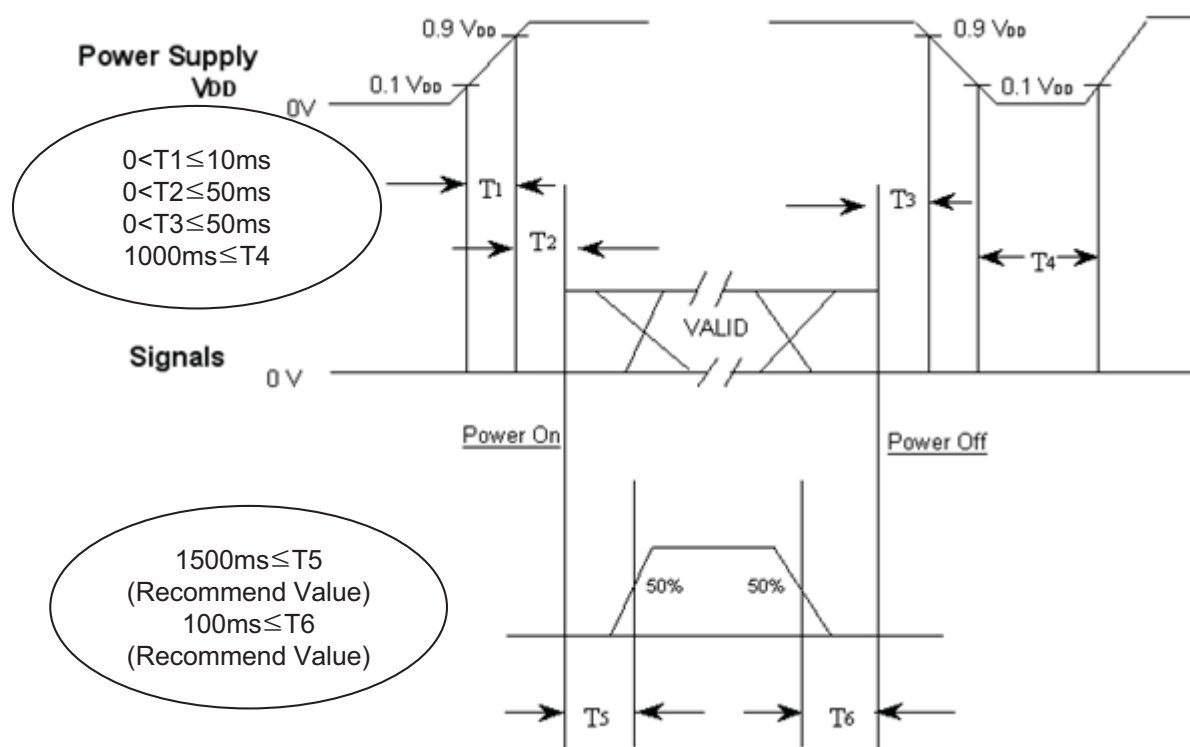 0.9 VDD
0.9 VDD
Power Supply
VDD
0.1 VDD
0.1 VDD
0V
0<T1≦10ms
0<T2≦50ms
0<T3≦50ms
1000ms≦T4
T1
T3
T2
T4
VALID
Signals
0 V
Power On
Power Off
1500ms≦T5
(Recommend Value)
100ms≦T6
(Recommend Value)
50%
50%
T5
T6